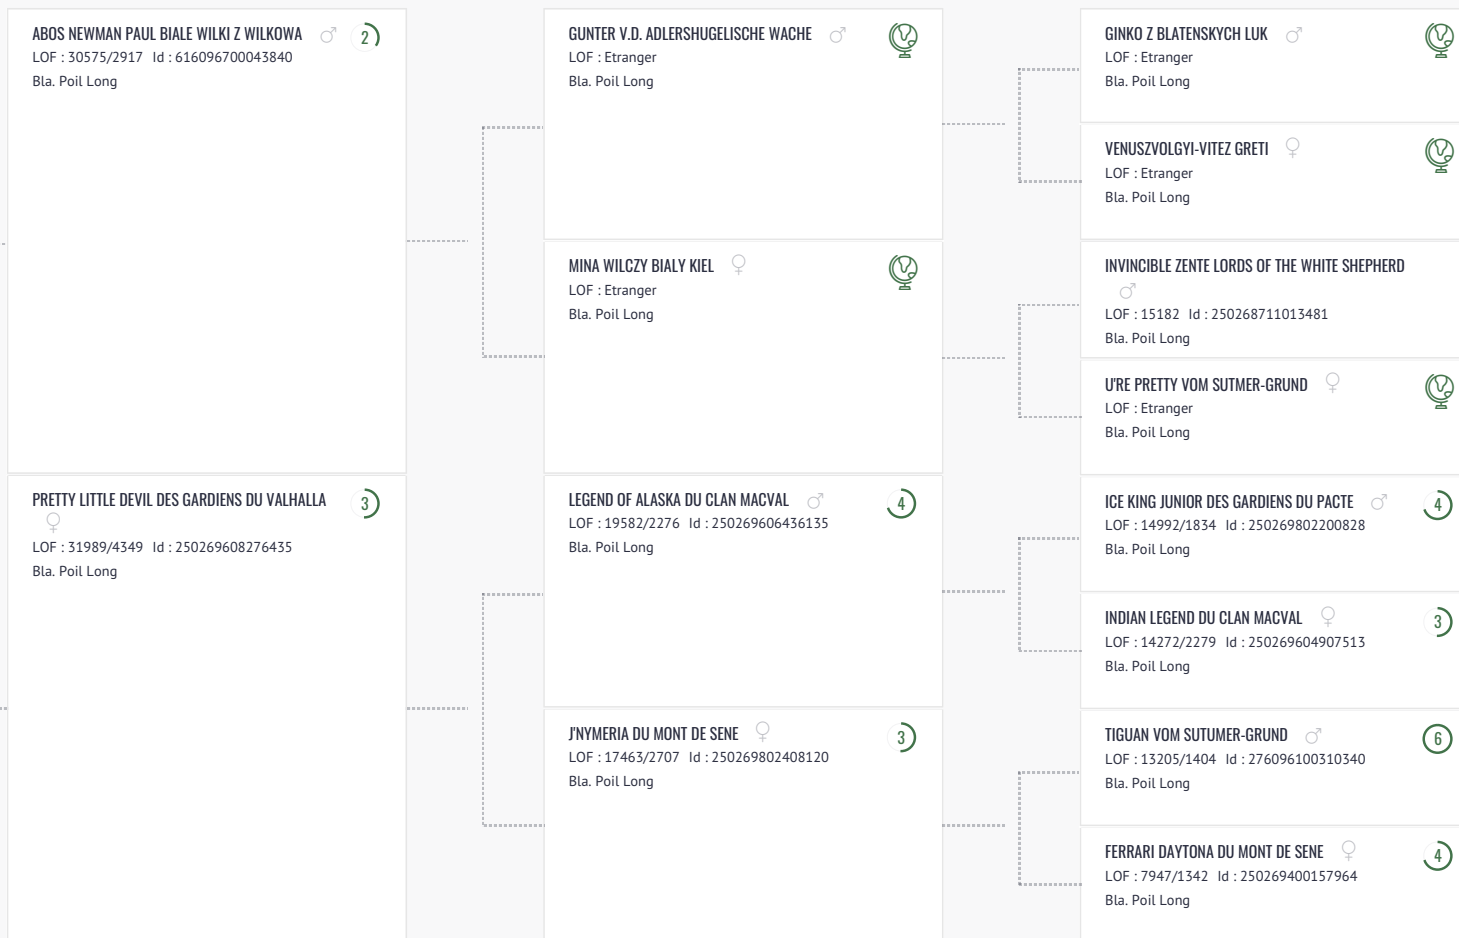 ABOS NEWMAN PAUL BIALE WILKI Z WILKOWA 2
LOF : 30575/2917 Id : 616096700043840
Bla. Poil Long
PRETTY LITTLE DEVIL DES GARDIENS DU VALHALLA 3
LOF : 31989/4349 Id : 250269608276435
Bla. Poil Long
GUNTER V.D. ADLERSHUGELISCHE WACHE
LOF : Etranger
Bla. Poil Long
MINA WILCZY BIALY KIEL
LOF : Etranger
Bla. Poil Long
LEGEND OF ALASKA DU CLAN MACVAL 4
LOF : 19582/2276 Id : 250269606436135
Bla. Poil Long
J'NYMERIA DU MONT DE SENE 3
LOF : 17463/2707 Id : 250269802408120
Bla. Poil Long
GINKO Z BLATENSKYCH LUK
LOF : Etranger
Bla. Poil Long
VENUSZVOLGYI-VITEZ GRETI
LOF : Etranger
Bla. Poil Long
INVINCIBLE ZENTE LORDS OF THE WHITE SHEPHERD
LOF : 15182 Id : 250268711013481
Bla. Poil Long
U'RE PRETTY VOM SUTMER-GRUND
LOF : Etranger
Bla. Poil Long
ICE KING JUNIOR DES GARDIENS DU PACTE 4
LOF : 14992/1834 Id : 250269802200828
Bla. Poil Long
INDIAN LEGEND DU CLAN MACVAL 3
LOF : 14272/2279 Id : 250269604907513
Bla. Poil Long
TIGUAN VOM SUTUMER-GRUND 6
LOF : 13205/1404 Id : 276096100310340
Bla. Poil Long
FERRARI DAYTONA DU MONT DE SENE 4
LOF : 7947/1342 Id : 250269400157964
Bla. Poil Long